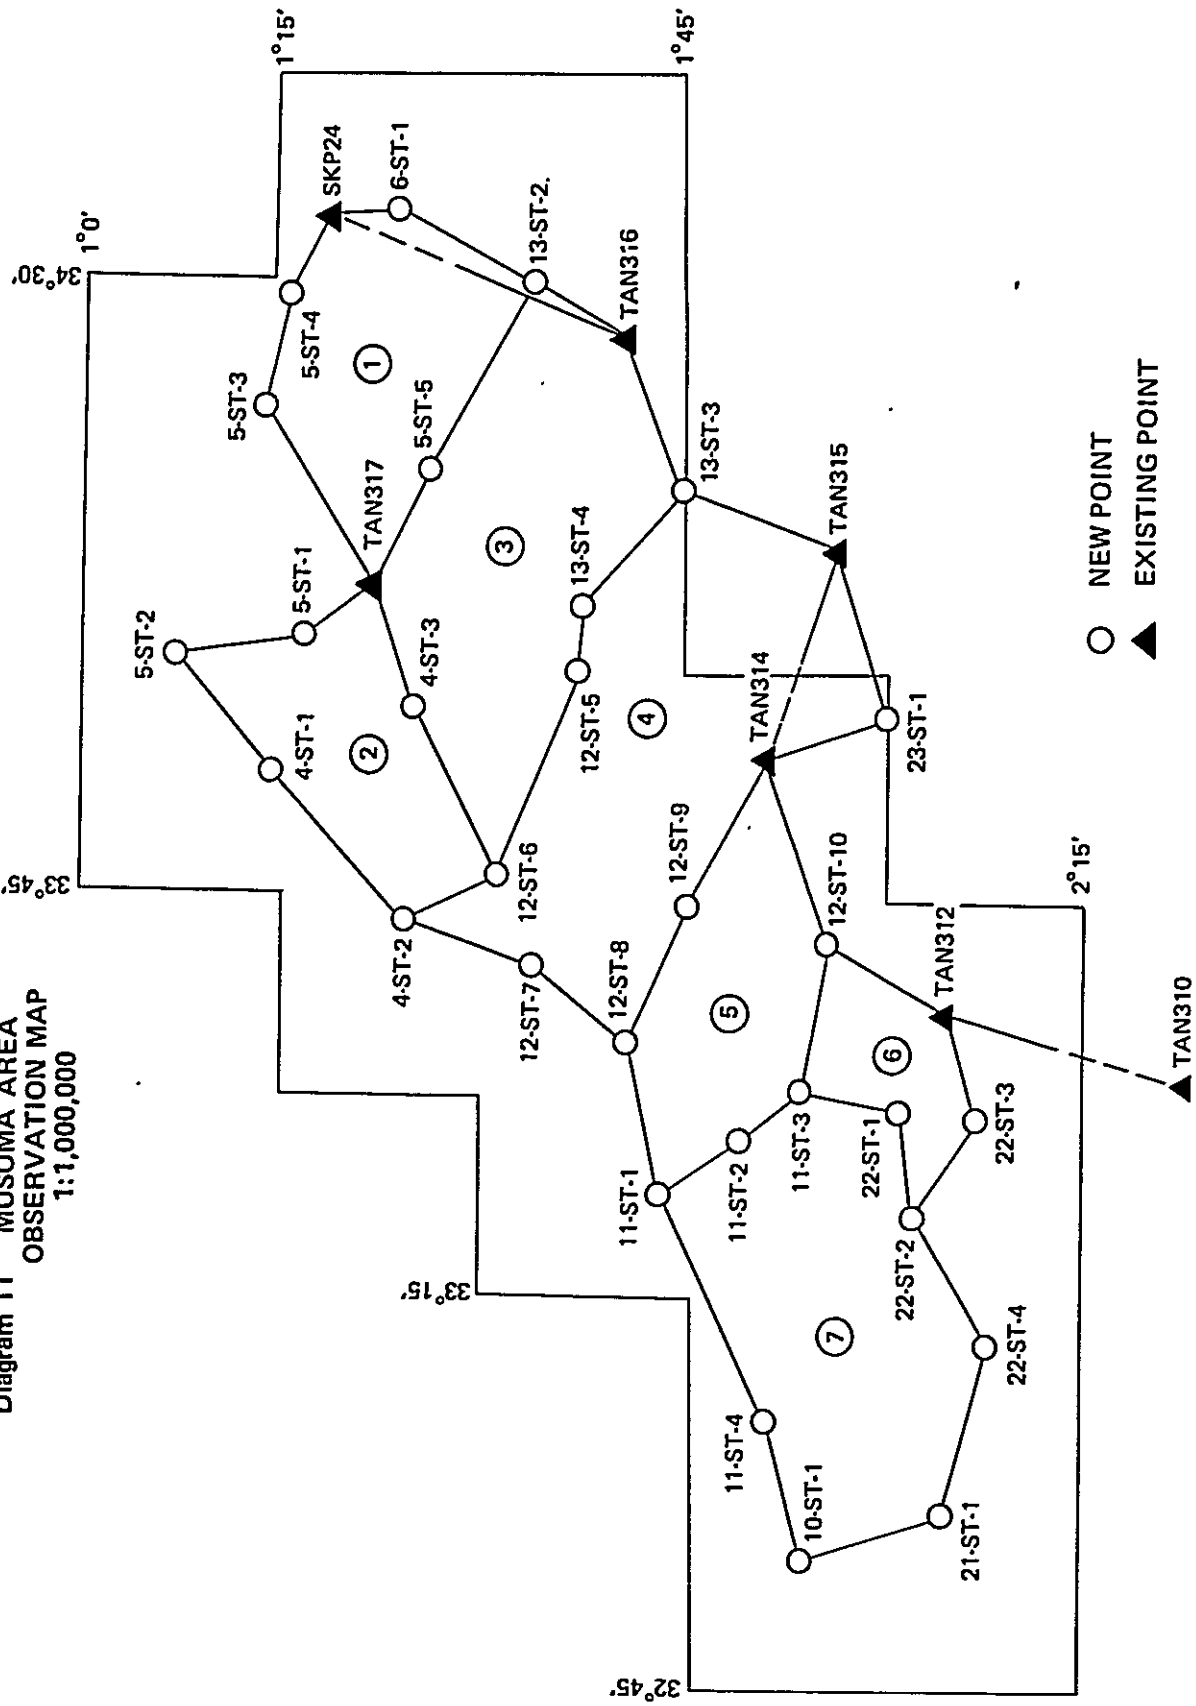 Diagram 11 MUSOMA AREA
OBSERVATION MAP
1:1,000,000
1°0'
1°15'
1°45'
2°15'
34°30'
33°45'
33°15'
32°45'
SKP24
6-ST-1
13-ST-2.
TAN316
5-ST-4
5-ST-3
1
5-ST-5
TAN317
13-ST-3
3
13-ST-4
TAN315
5-ST-1
5-ST-2
4-ST-3
12-ST-5
4
TAN314
23-ST-1
4-ST-1
2
12-ST-6
4-ST-2
12-ST-9
12-ST-10
12-ST-7
12-ST-8
5
TAN312
6
TAN310
11-ST-3
22-ST-1
22-ST-3
11-ST-2
11-ST-1
22-ST-2
7
22-ST-4
11-ST-4
10-ST-1
21-ST-1
NEW POINT
EXISTING POINT